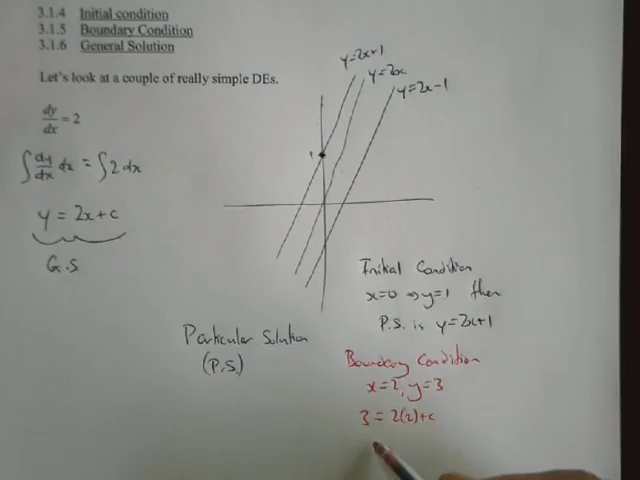 3.1.4 Initial condition
3.1.5 Boundary Condition
3.1.6 General Solution
Let's look at a couple of really simple DEs.
dy/dx = 2
∫ dy/dx dx = ∫ 2 dx
y = 2x + c
G.S
y=2x+1
y=2x
y=2x-1
1
Initial Condition
x=0 ⇒ y=1 then
P.S. is y=2x+1
Particular Solution
(P.S.)
Boundary Condition
x=2, y=3
3 = 2(2)+c